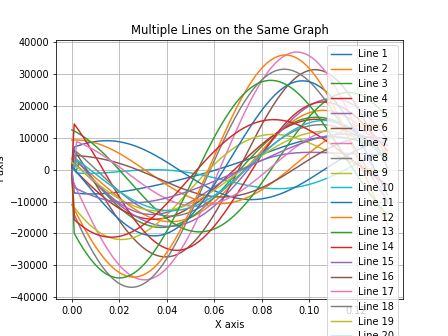 Multiple Lines on the Same Graph
40000
30000
20000
10000
0
−10000
−20000
−30000
−40000
0.00
0.02
0.04
0.06
0.08
0.10
X axis
axis
Line 1
Line 2
Line 3
Line 4
Line 5
Line 6
Line 7
Line 8
Line 9
Line 10
Line 11
Line 12
Line 13
Line 14
Line 15
Line 16
Line 17
Line 18
Line 19
Line 20